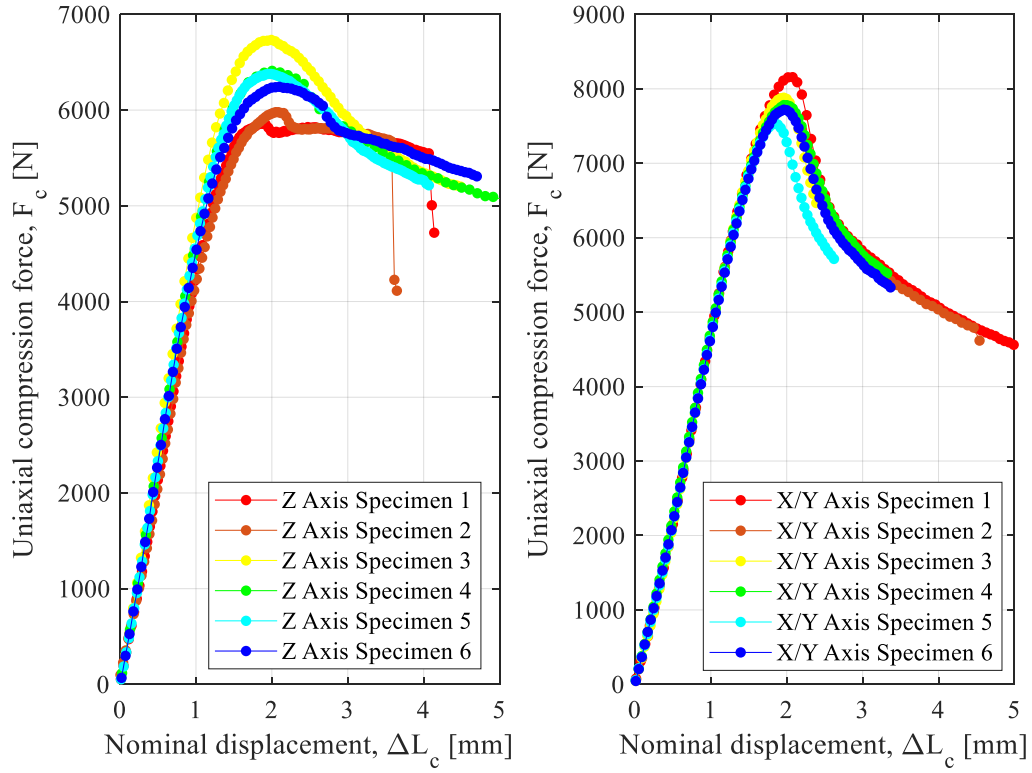 7000
6000
5000
4000
3000
2000
1000
0
0 1 2 3 4 5
Uniaxial compression force, F_c [N]
Nominal displacement, ΔL_c [mm]
Z Axis Specimen 1
Z Axis Specimen 2
Z Axis Specimen 3
Z Axis Specimen 4
Z Axis Specimen 5
Z Axis Specimen 6
9000
8000
7000
6000
5000
4000
3000
2000
1000
0
0 1 2 3 4 5
Uniaxial compression force, F_c [N]
Nominal displacement, ΔL_c [mm]
X/Y Axis Specimen 1
X/Y Axis Specimen 2
X/Y Axis Specimen 3
X/Y Axis Specimen 4
X/Y Axis Specimen 5
X/Y Axis Specimen 6